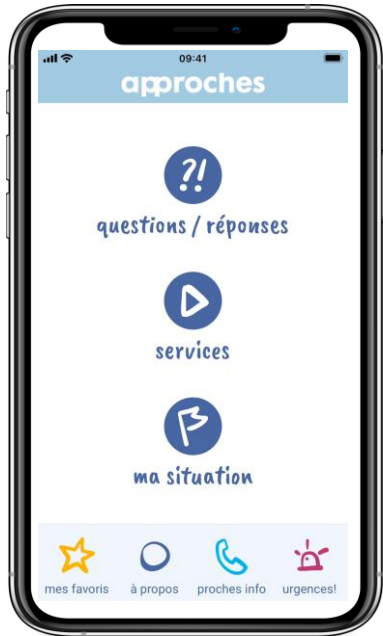 09:41
approches
?!
questions / réponses
services
ma situation
mes favoris à propos proches info urgences!